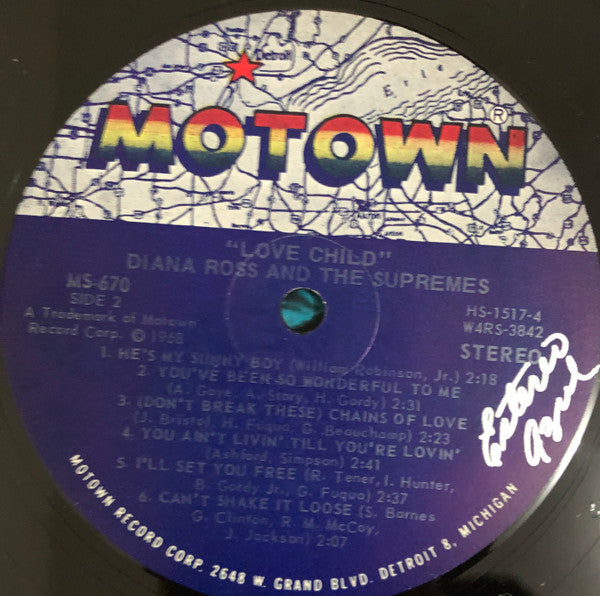 Detroit
Erie
MOTOWN®
"LOVE CHILD"
DIANA ROSS AND THE SUPREMES
MS-670
SIDE 2
A Trademark of Motown
Record Corp. © 1968
HS-1517-4
W4RS-3842
STEREO
1. HE'S MY SUNNY BOY (William Robinson, Jr.) 2:18
2. YOU'VE BEEN SO WONDERFUL TO ME
(A. Gaye, A. Story, H. Gordy) 2:31
3. (DON'T BREAK THESE) CHAINS OF LOVE
(J. Bristol, H. Fuqua, G. Beauchamp) 2:23
4. YOU AIN'T LIVIN' TILL YOU'RE LOVIN'
(Ashford, Simpson) 2:41
5. I'LL SET YOU FREE (R. Tener, I. Hunter,
B. Gordy Jr., G. Fuqua) 2:37
6. CAN'T SHAKE IT LOOSE (S. Barnes
G. Clinton, R. M. McCoy,
J. Jackson) 2:07
MOTOWN RECORD CORP. 2648 W. GRAND BLVD. DETROIT 8, MICHIGAN
Estereo
Azul